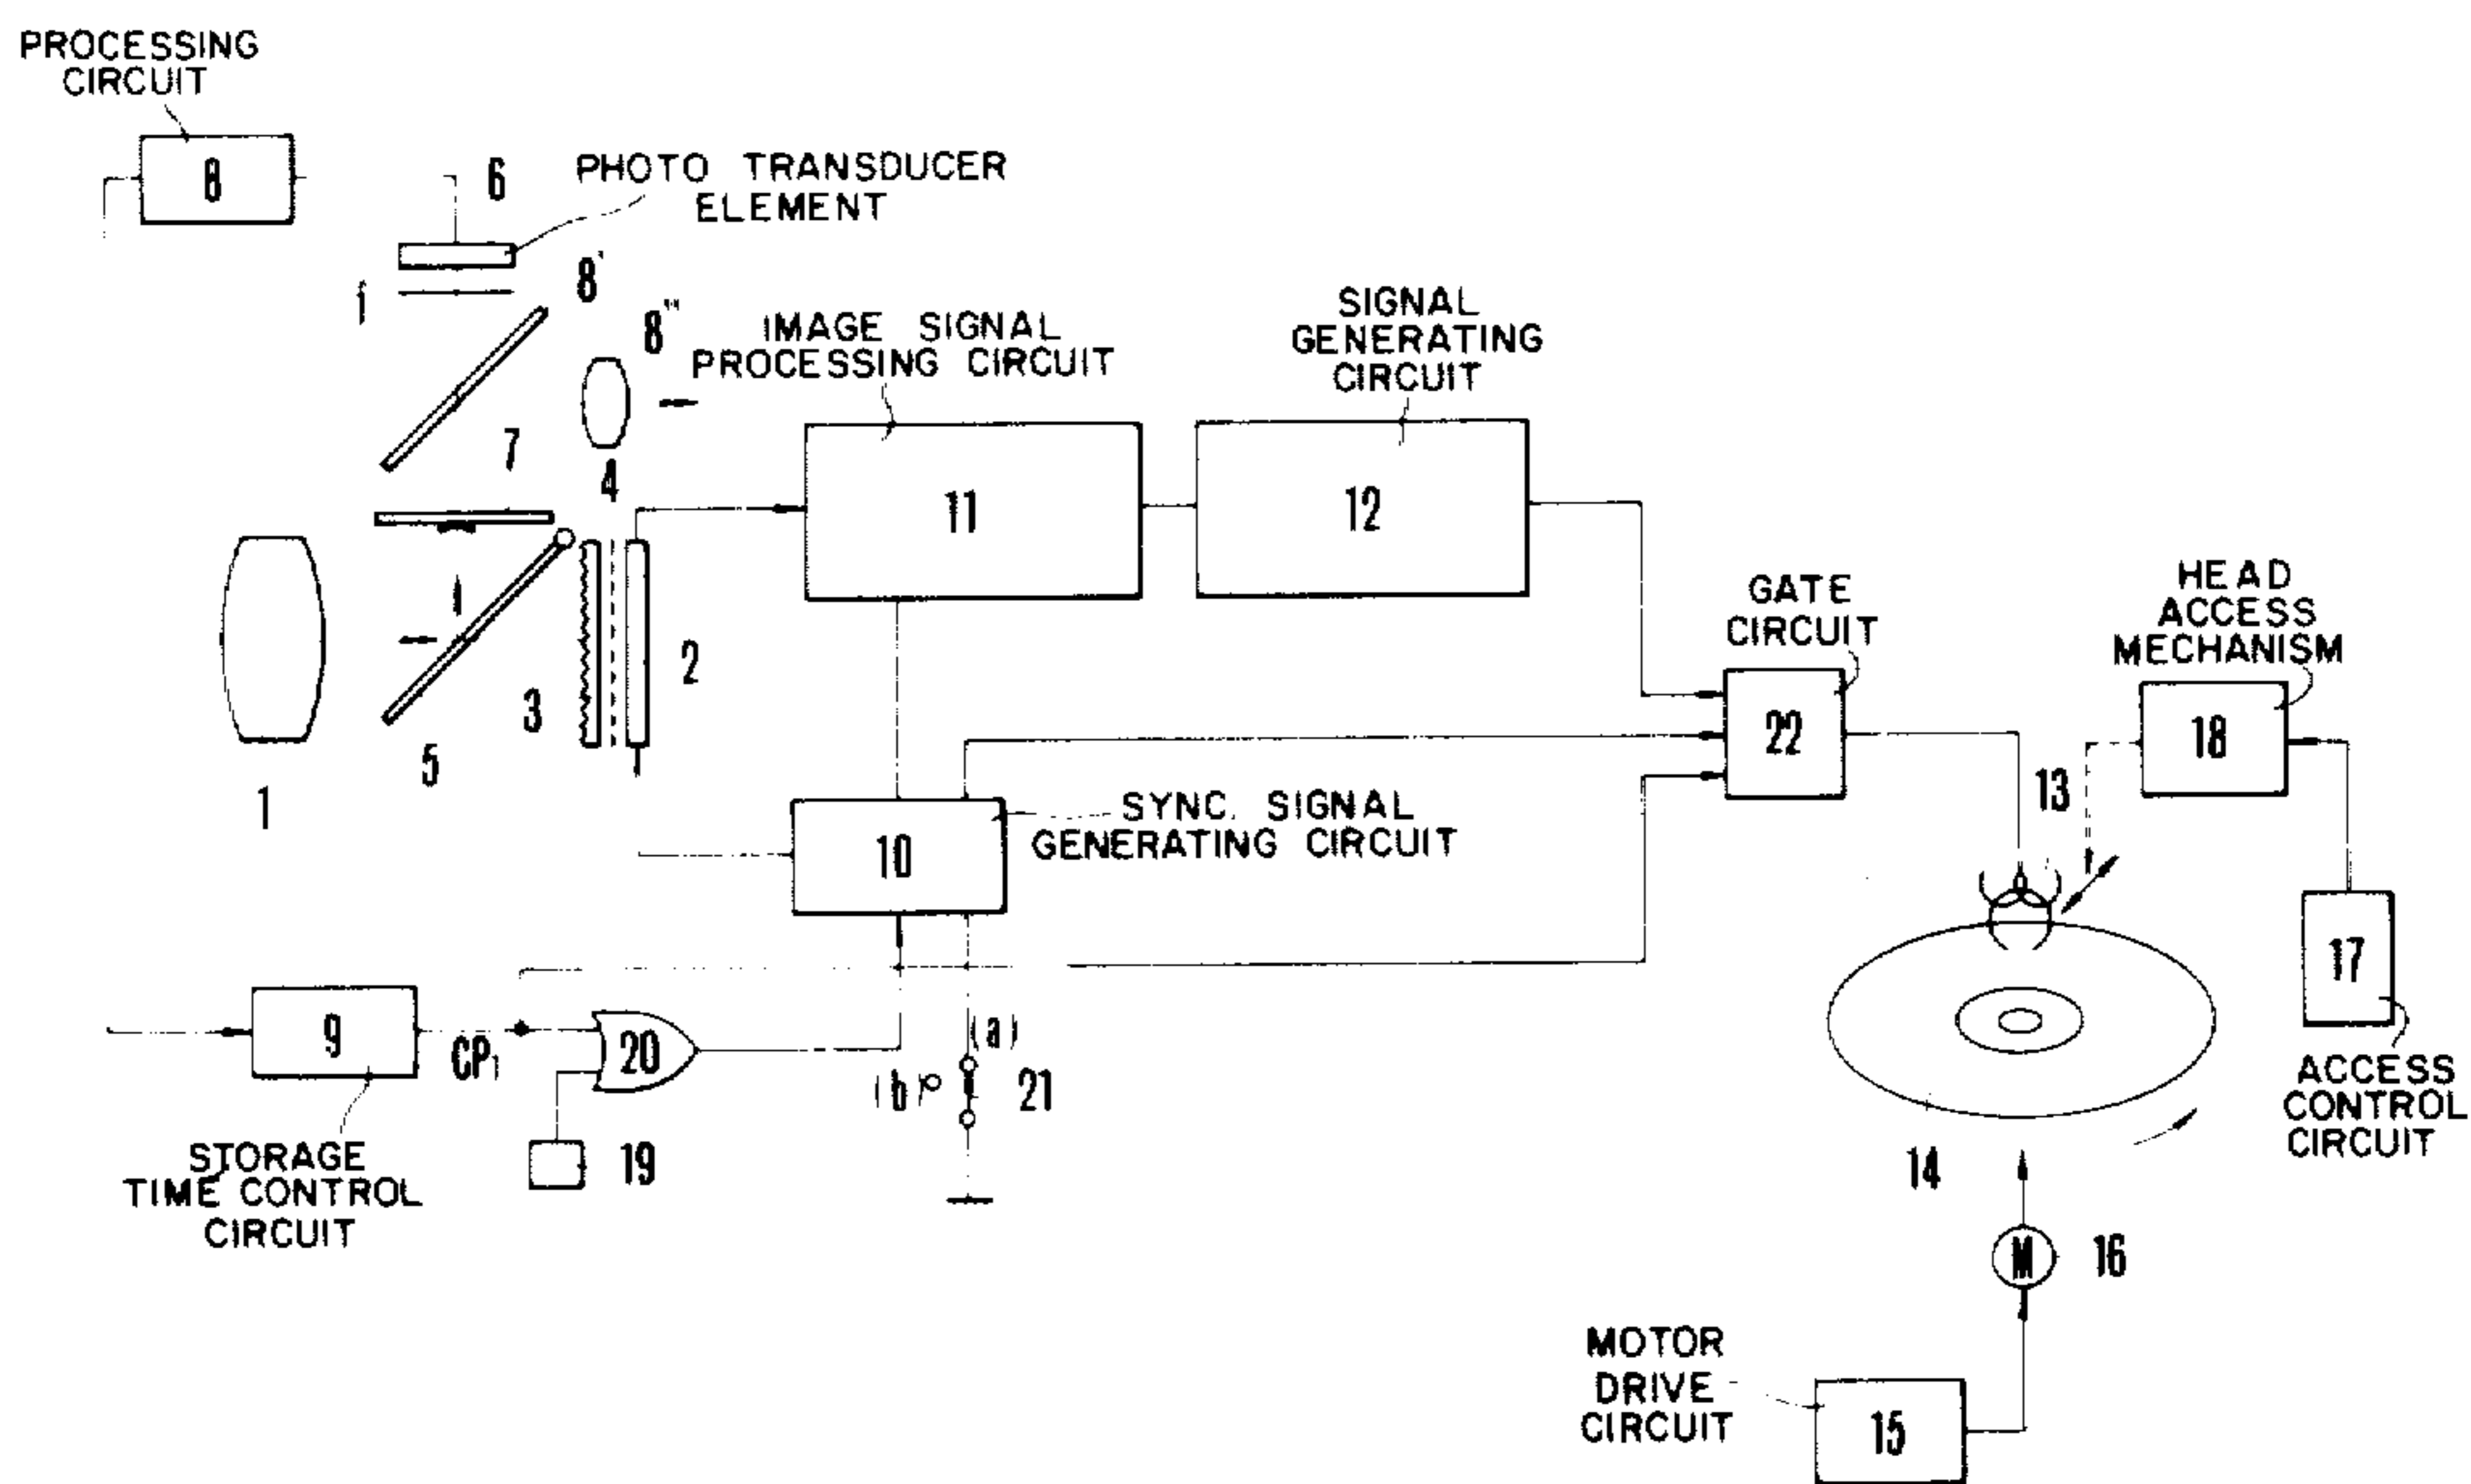 PROCESSING
CIRCUIT
8
6
PHOTO TRANSDUCER
ELEMENT
8'
f
8"
IMAGE SIGNAL
PROCESSING CIRCUIT
SIGNAL
GENERATING
CIRCUIT
7
4
11
12
GATE
CIRCUIT
HEAD
ACCESS
MECHANISM
2
3
5
1
22
18
13
10
SYNC. SIGNAL
GENERATING CIRCUIT
17
9
CP1
20
(a)
(b)
21
19
STORAGE
TIME CONTROL
CIRCUIT
ACCESS
CONTROL
CIRCUIT
14
M
16
MOTOR
DRIVE
CIRCUIT
15